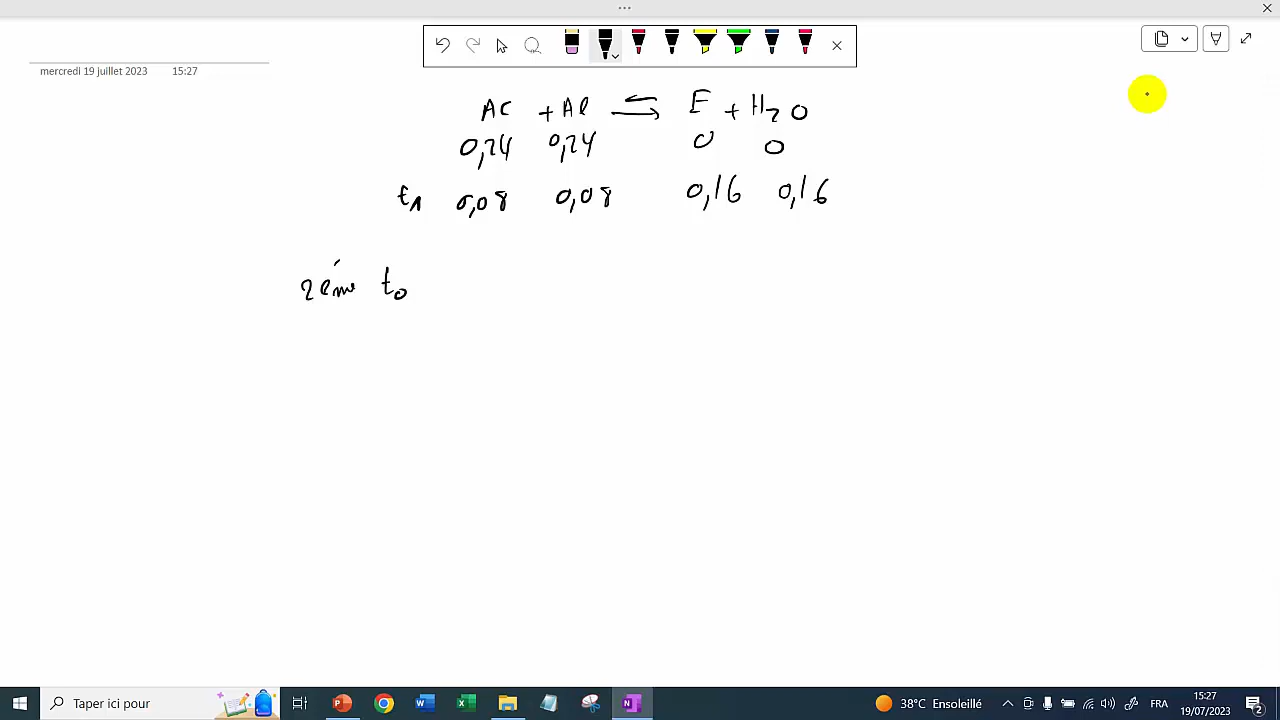 mercredi 19 juillet 2023 15:27
AC + Al ⇌ E + H2O
0,24 0,24 0 0
t1 0,08 0,08 0,16 0,16
2ème t0
Taper ici pour
38°C Ensoleillé
FRA
15:27
19/07/2023